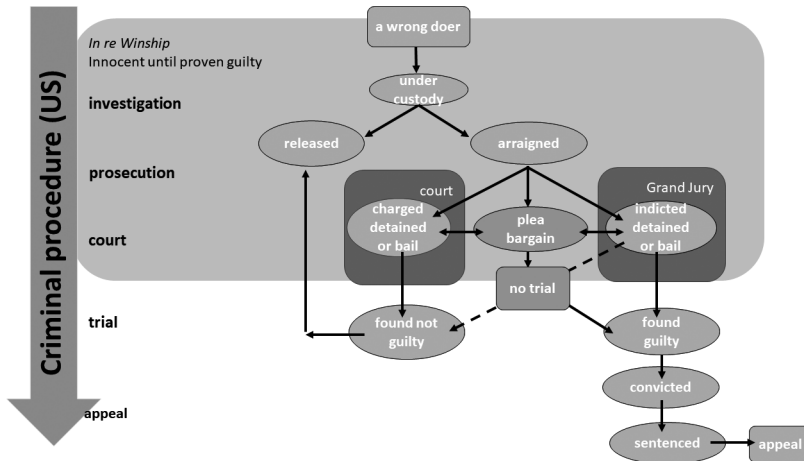 Criminal procedure (US)
a wrong doer
In re Winship
Innocent until proven guilty
under
custody
investigation
released
arraigned
prosecution
court
Grand Jury
charged
detained
or bail
plea
bargain
indicted
detained
or bail
court
no trial
trial
found not
guilty
found
guilty
convicted
appeal
sentenced
appeal